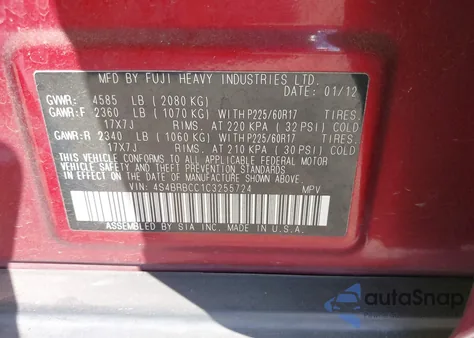 MFD BY FUJI HEAVY INDUSTRIES LTD.
DATE: 01/12
GVWR: 4585 LB (2080 KG)
GAWR:F 2360 LB (1070 KG) WITH P225/60R17 TIRES.
17X7J RIMS. AT 220 KPA (32 PSI) COLD
GAWR:R 2340 LB (1060 KG) WITH P225/60R17 TIRES.
17X7J RIMS. AT 210 KPA (30 PSI) COLD
THIS VEHICLE CONFORMS TO ALL APPLICABLE FEDERAL MOTOR
VEHICLE SAFETY STANDARDS IN EFFECT ON THE DATE OF
MANUFACTURE SHOWN ABOVE.
VIN: 4S4BRBCC1C3255724 MPV
ASSEMBLED BY SIA INC. MADE IN U.S.A.
autoSnap